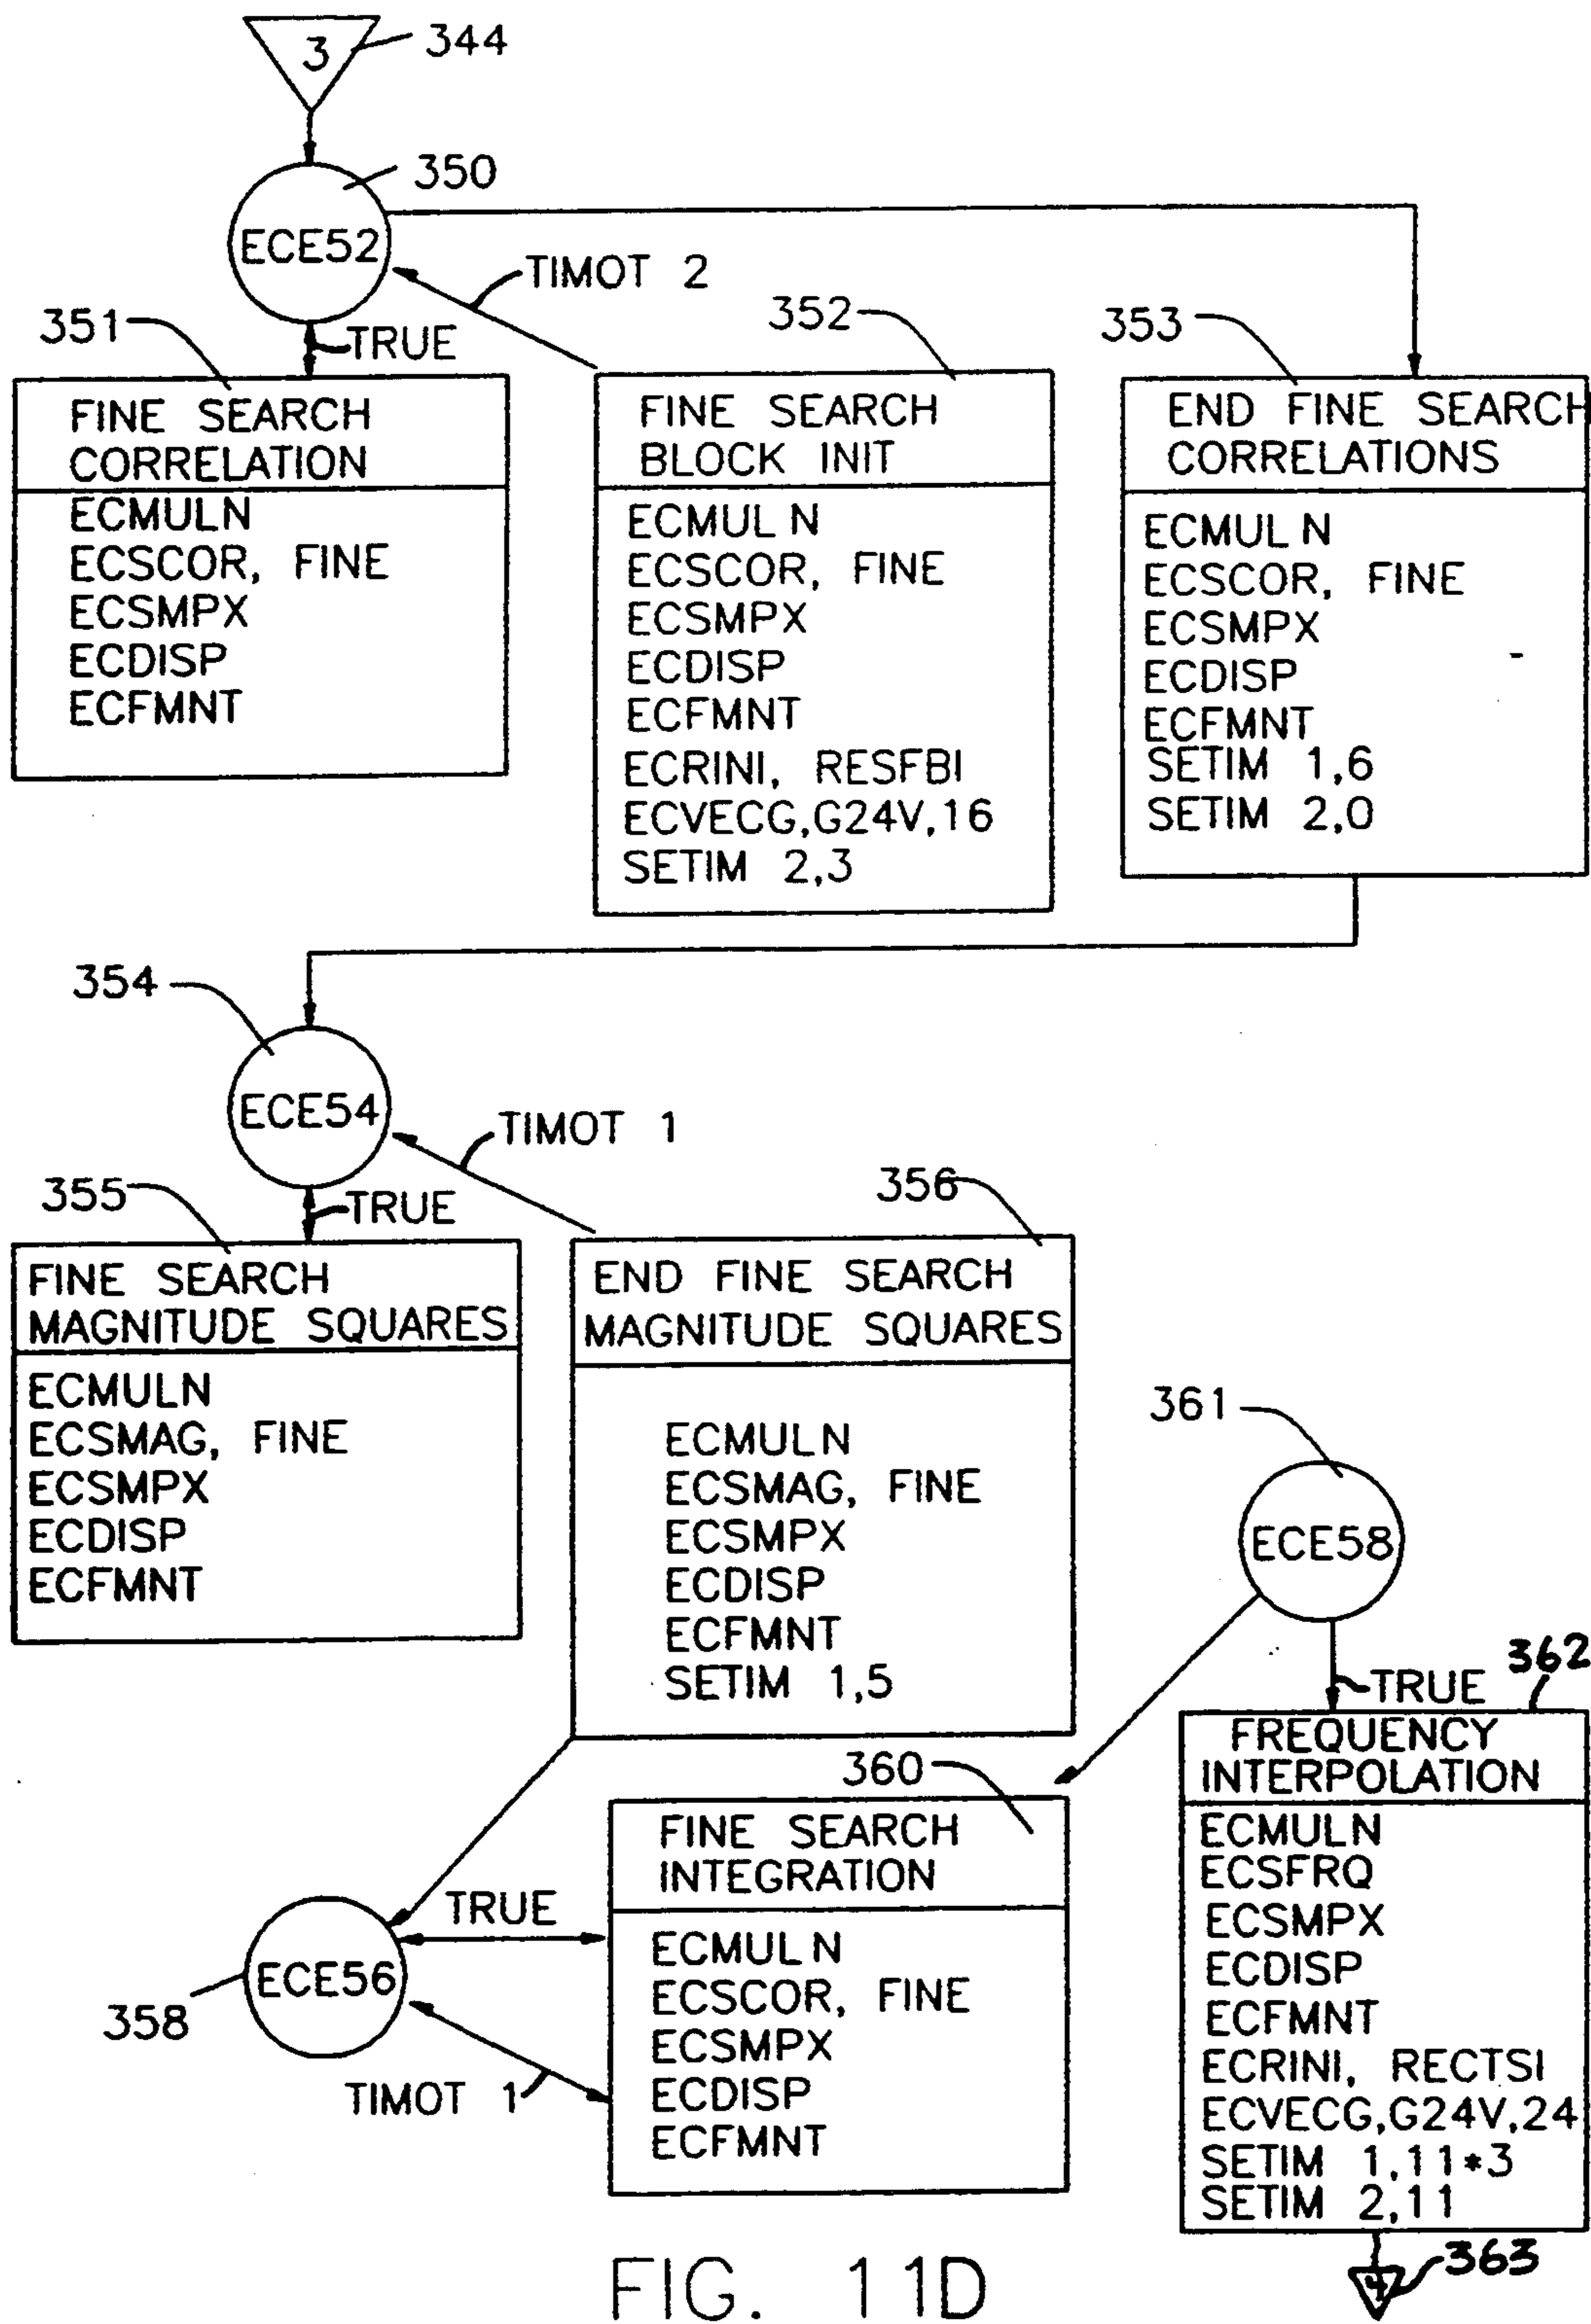 3
344
350
ECE52
TIMOT 2
351
TRUE
352
353
FINE SEARCH
CORRELATION
ECMULN
ECSCOR, FINE
ECSMPX
ECDISP
ECFMNT
FINE SEARCH
BLOCK INIT
ECMULN
ECSCOR, FINE
ECSMPX
ECDISP
ECFMNT
ECRINI, RESFBI
ECVECG,G24V,16
SETIM 2,3
END FINE SEARCH
CORRELATIONS
ECMULN
ECSCOR, FINE
ECSMPX
ECDISP
ECFMNT
SETIM 1,6
SETIM 2,0
354
ECE54
TIMOT 1
355
TRUE
356
FINE SEARCH
MAGNITUDE SQUARES
ECMULN
ECSMAG, FINE
ECSMPX
ECDISP
ECFMNT
END FINE SEARCH
MAGNITUDE SQUARES
ECMULN
ECSMAG, FINE
ECSMPX
ECDISP
ECFMNT
SETIM 1,5
361
ECE58
TRUE
362
360
FINE SEARCH
INTEGRATION
ECMULN
ECSCOR, FINE
ECSMPX
ECDISP
ECFMNT
TRUE
ECE56
358
TIMOT 1
FREQUENCY
INTERPOLATION
ECMULN
ECSFRQ
ECSMPX
ECDISP
ECFMNT
ECRINI, RECTSI
ECVECG,G24V,24
SETIM 1,11*3
SETIM 2,11
4
363
FIG. 11D